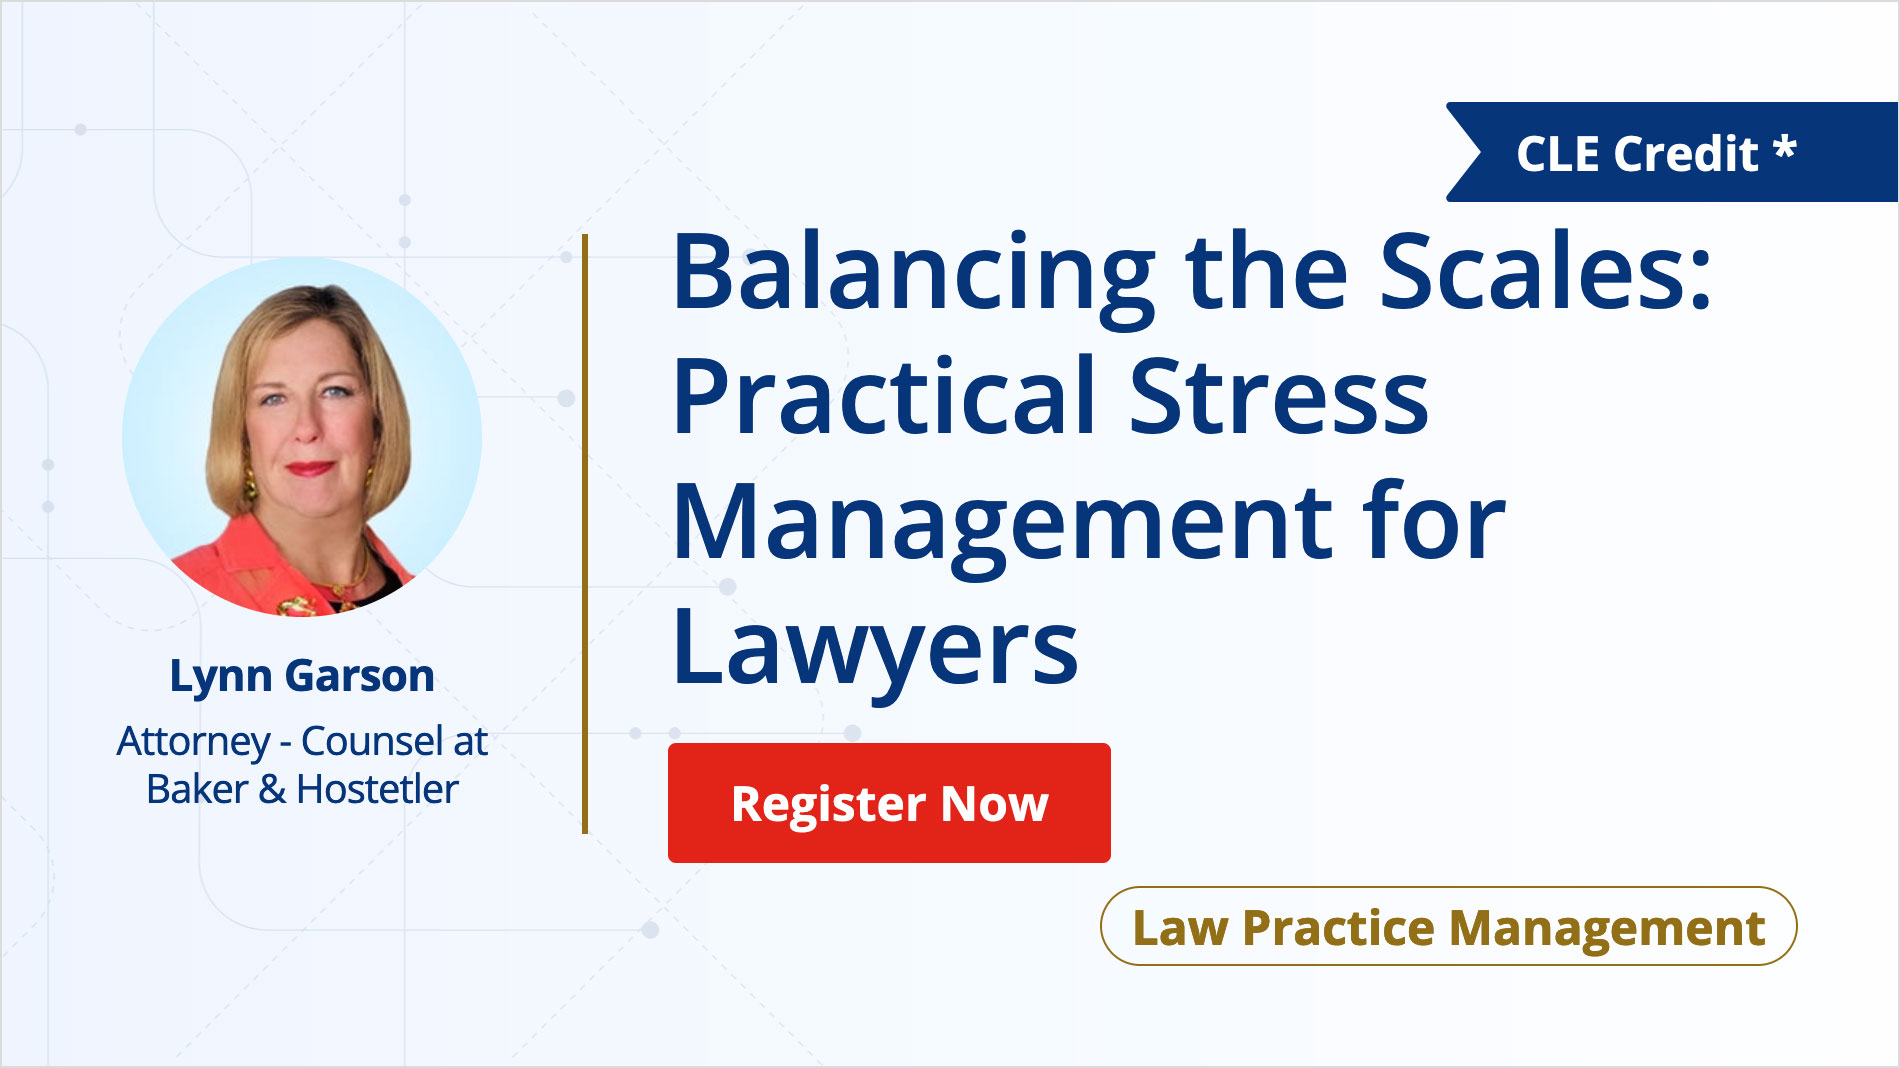 CLE Credit *
Balancing the Scales:
Practical Stress
Management for
Lawyers
Lynn Garson
Attorney - Counsel at
Baker & Hostetler
Register Now
Law Practice Management